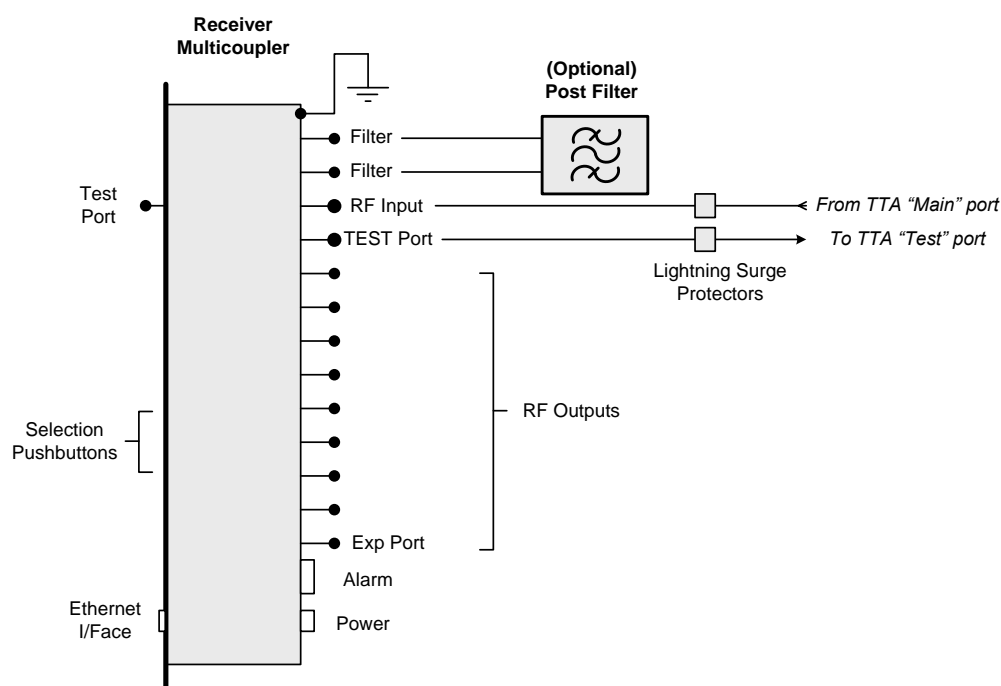 Receiver
Multicoupler
(Optional)
Post Filter
Filter
Filter
Test
Port
RF Input
From TTA “Main” port
TEST Port
To TTA “Test” port
Lightning Surge
Protectors
RF Outputs
Selection
Pushbuttons
Exp Port
Alarm
Ethernet
I/Face
Power